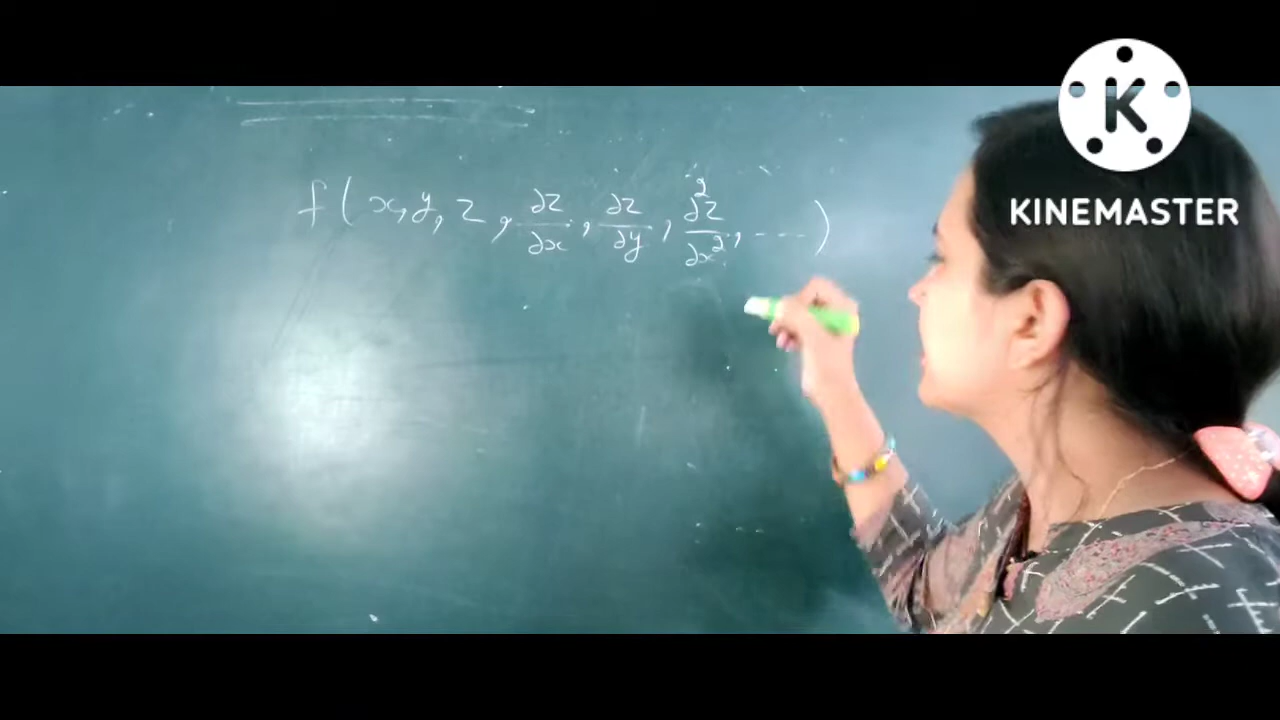 f(x, y, z, ∂z/∂x, ∂z/∂y, ∂²z/∂x², ----)
KINEMASTER